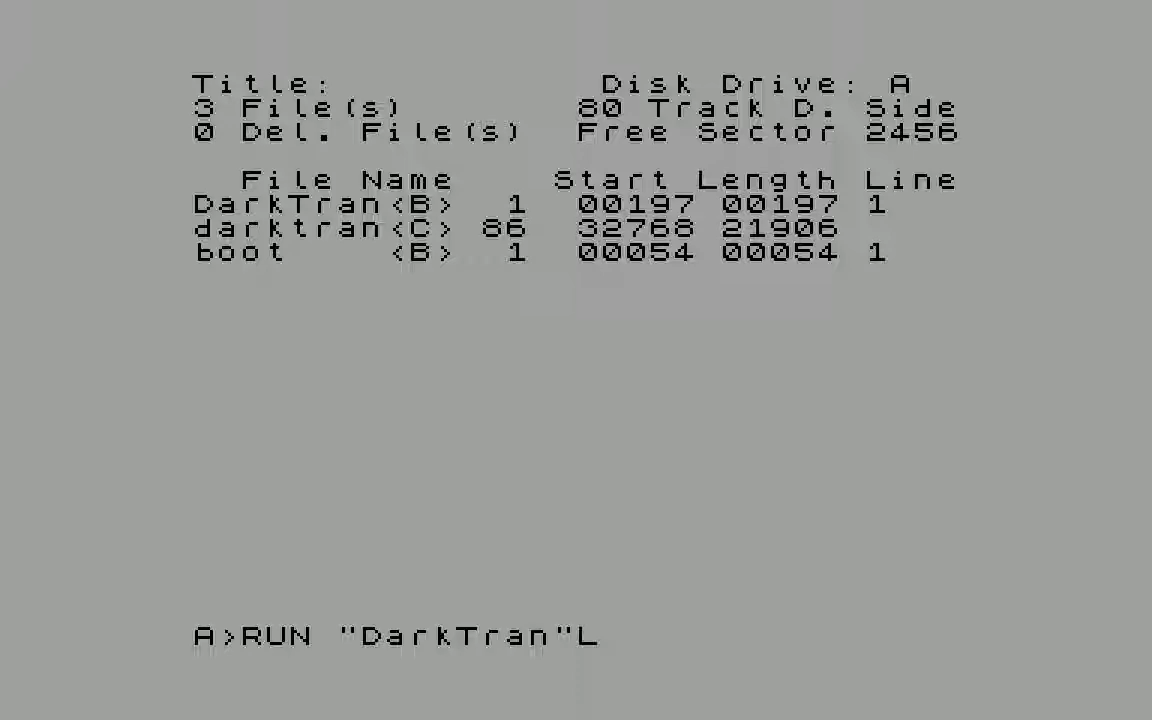 Title:                 Disk Drive: A
3 File(s)        80 Track D. Side
0 Del. File(s)   Free Sector 2456
File Name     Start Length Line
DarkTran<B>   1   00197 00197 1
darktran<C>  86   32768 21906
boot    <B>   1   00054 00054 1
A>RUN "DarkTran"L